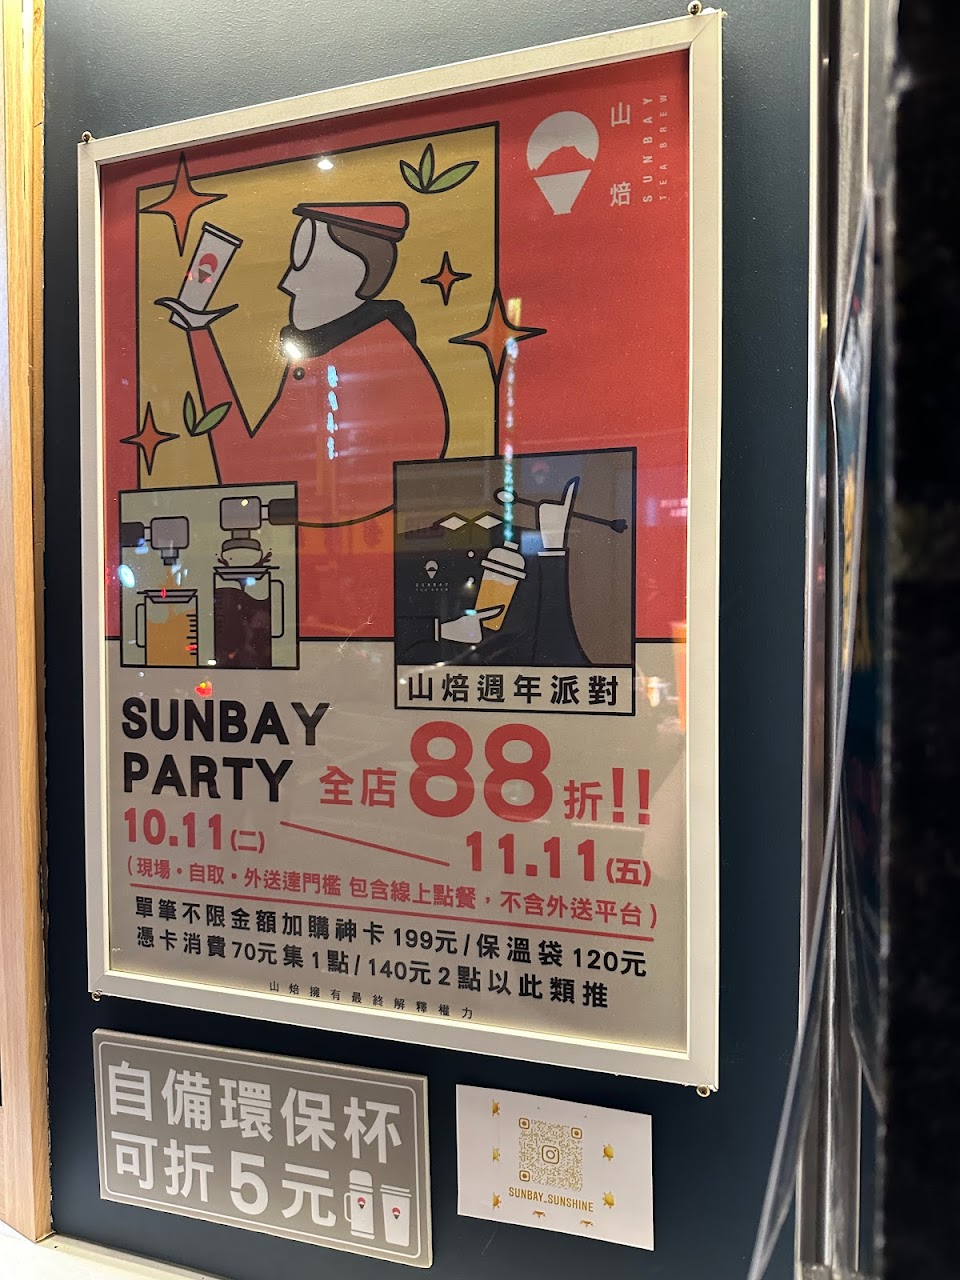 山焙
SUNBAY
TEA BREW
SUNBAY
山焙週年派對
SUNBAY
PARTY
全店88折!!
10.11(二)
11.11(五)
(現場・自取・外送達門檻 包含線上點餐，不含外送平台)
單筆不限金額加購神卡199元/保溫袋120元
憑卡消費70元集1點/140元2點以此類推
山焙擁有最終解釋權力
自備環保杯
可折5元
SUNBAY_SUNSHINE